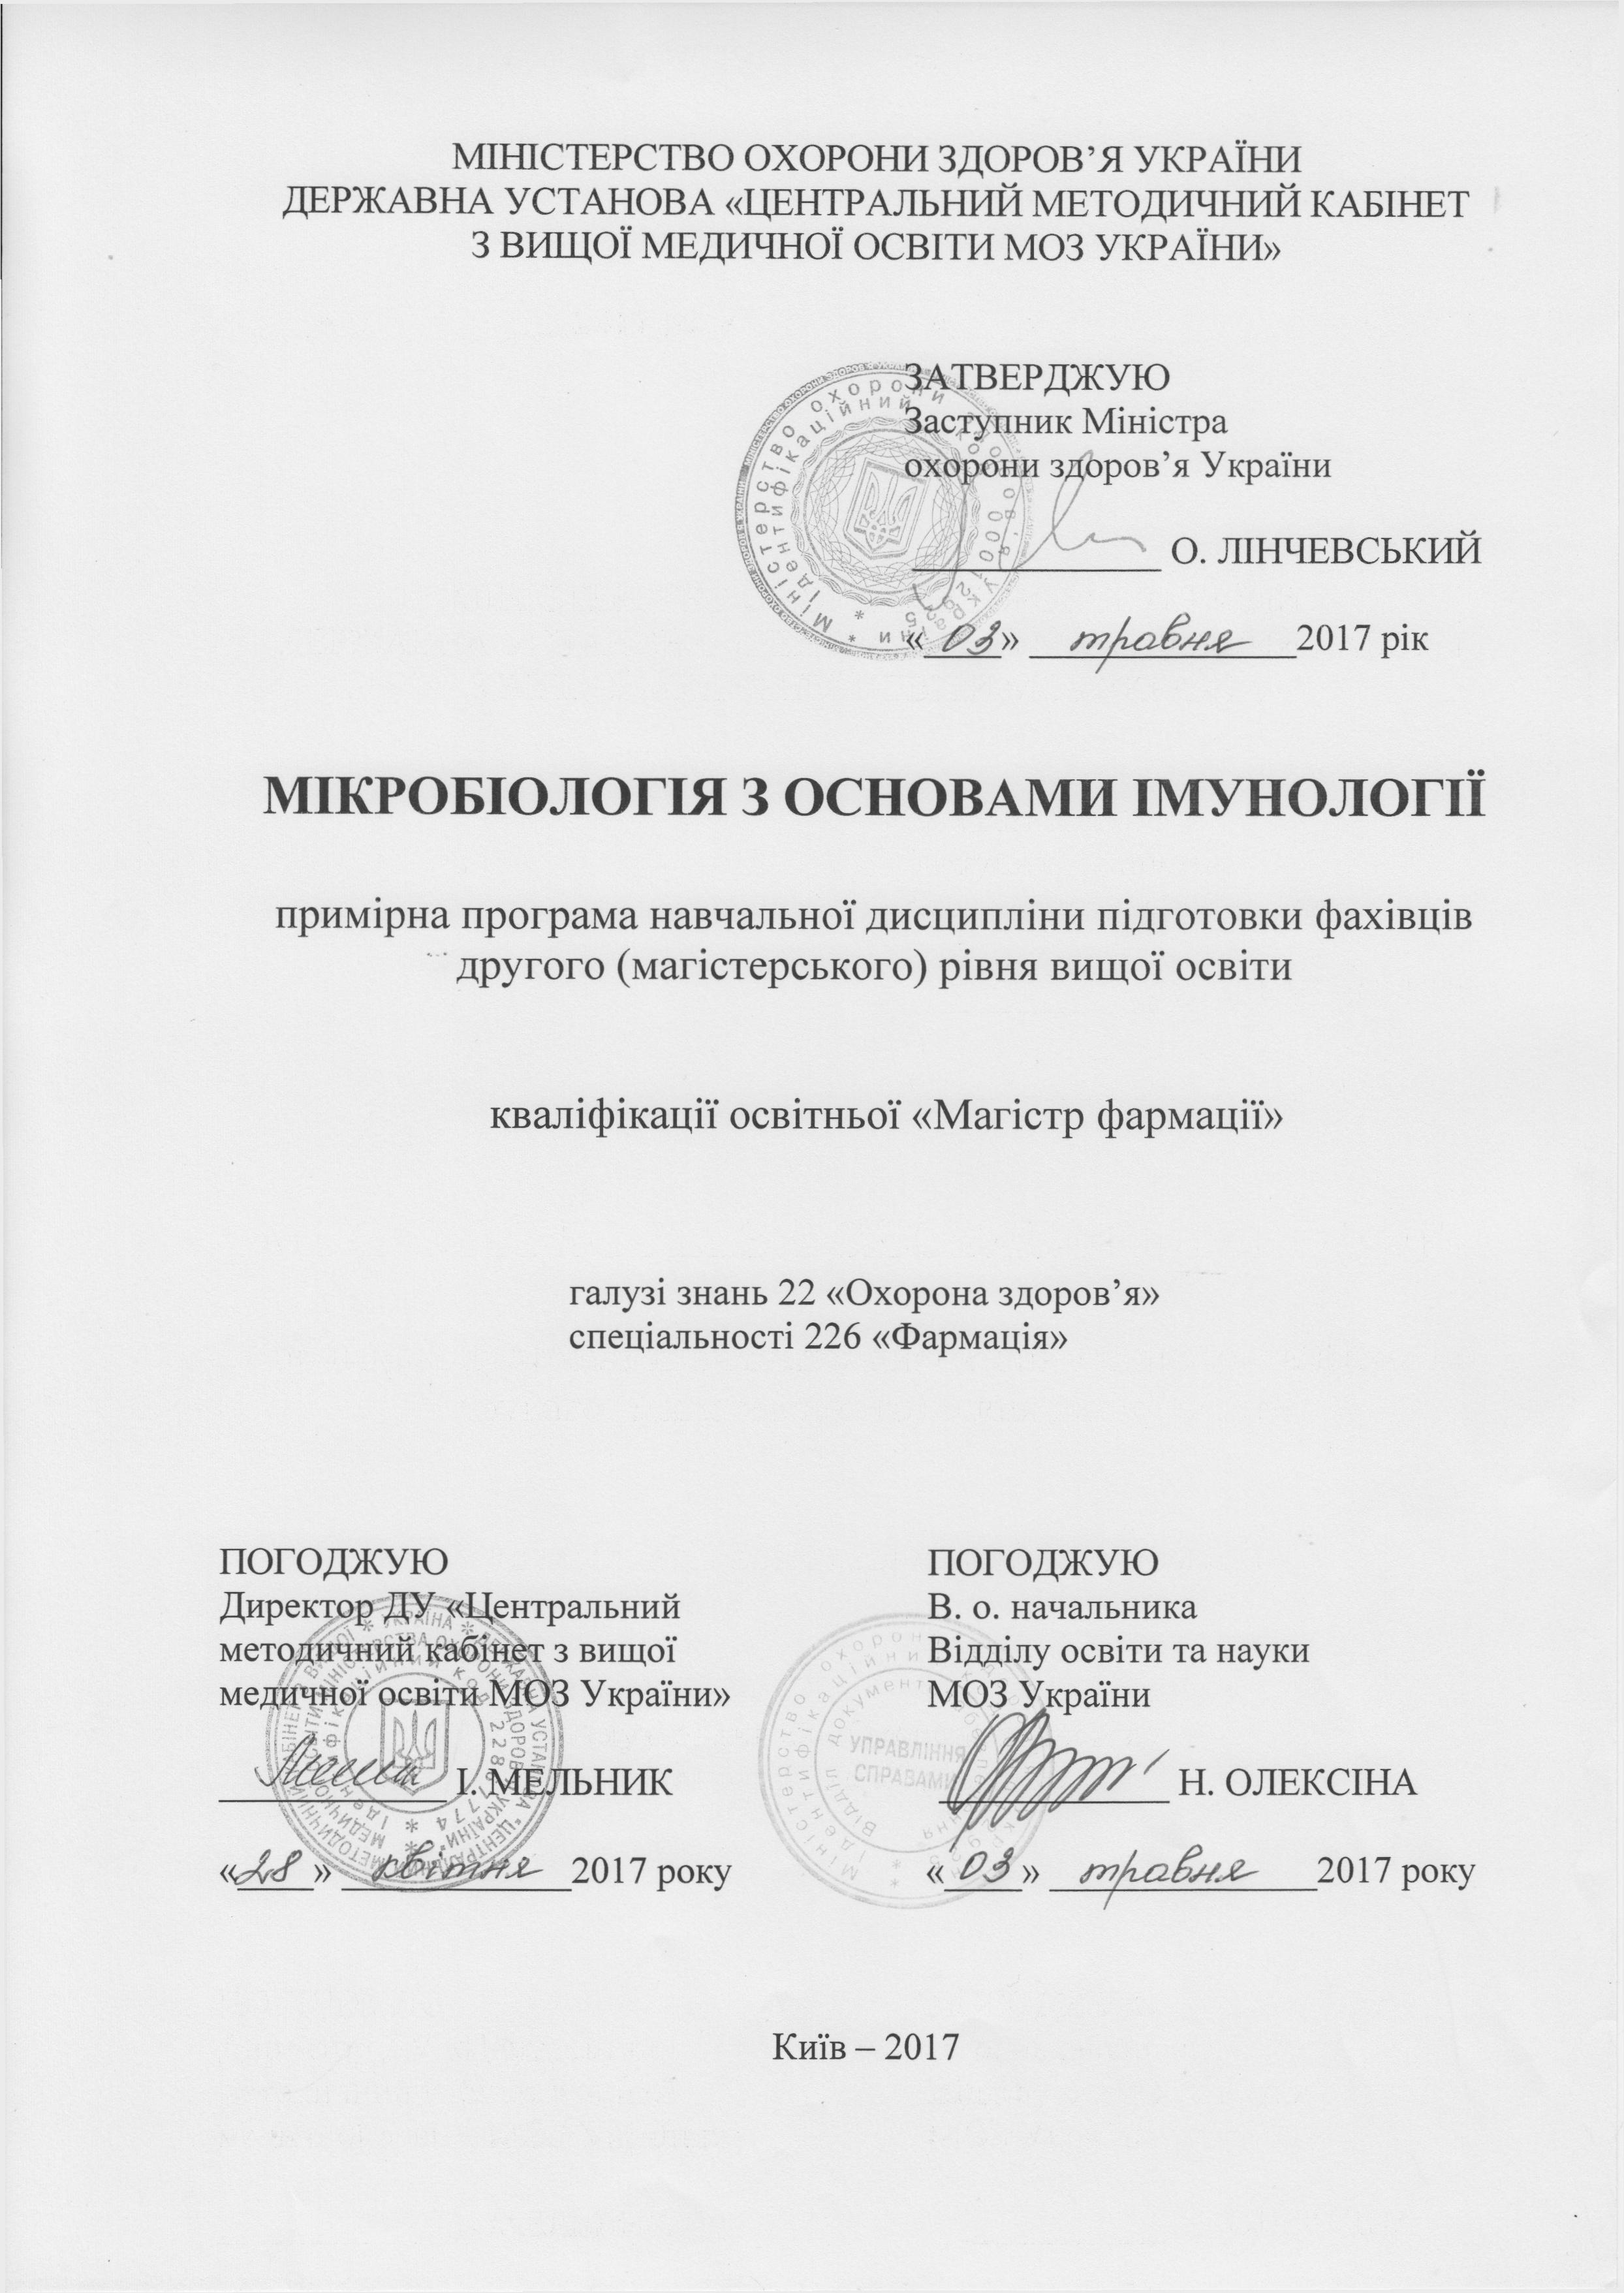 МІНІСТЕРСТВО ОХОРОНИ ЗДОРОВ’Я УКРАЇНИ
ДЕРЖАВНА УСТАНОВА «ЦЕНТРАЛЬНИЙ МЕТОДИЧНИЙ КАБІНЕТ
З ВИЩОЇ МЕДИЧНОЇ ОСВІТИ МОЗ УКРАЇНИ»
ЗАТВЕРДЖУЮ
Заступник Міністра
охорони здоров’я України
О. ЛІНЧЕВСЬКИЙ
«03» травня 2017 рік
МІКРОБІОЛОГІЯ З ОСНОВАМИ ІМУНОЛОГІЇ
примірна програма навчальної дисципліни підготовки фахівців
другого (магістерського) рівня вищої освіти
кваліфікації освітньої «Магістр фармації»
галузі знань 22 «Охорона здоров’я»
спеціальності 226 «Фармація»
ПОГОДЖУЮ
Директор ДУ «Центральний
методичний кабінет з вищої
медичної освіти МОЗ України»
І. МЕЛЬНИК
«28» квітня 2017 року
ПОГОДЖУЮ
В. о. начальника
Відділу освіти та науки
МОЗ України
УПРАВЛІННЯ
СПРАВАМИ
Н. ОЛЕКСІНА
«03» травня 2017 року
Київ – 2017